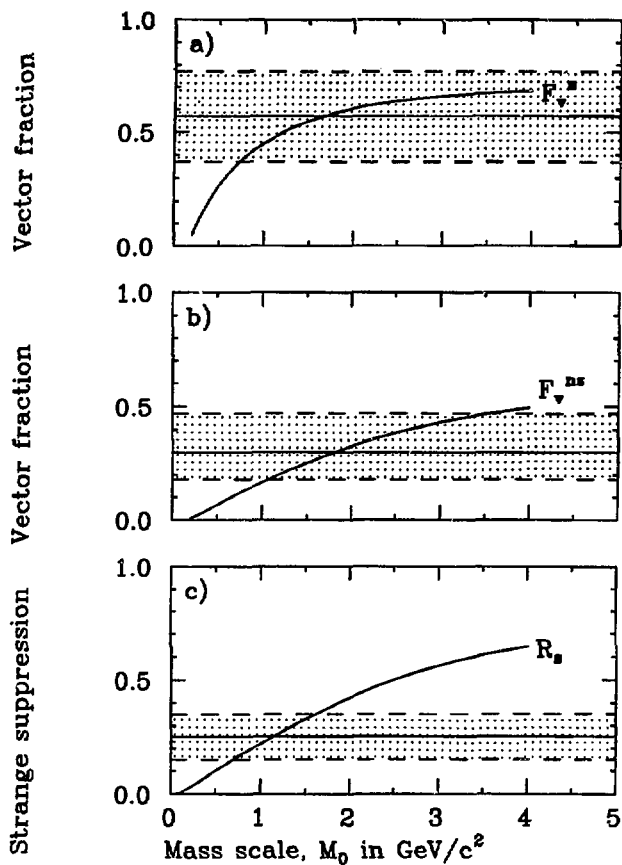 Vector fraction
1.0
0.5
0.0
a)
F_v^s
Vector fraction
1.0
0.5
0.0
b)
F_v^ns
Strange suppression
1.0
0.5
0.0
c)
R_s
0 1 2 3 4 5
Mass scale, M_0 in GeV/c^2